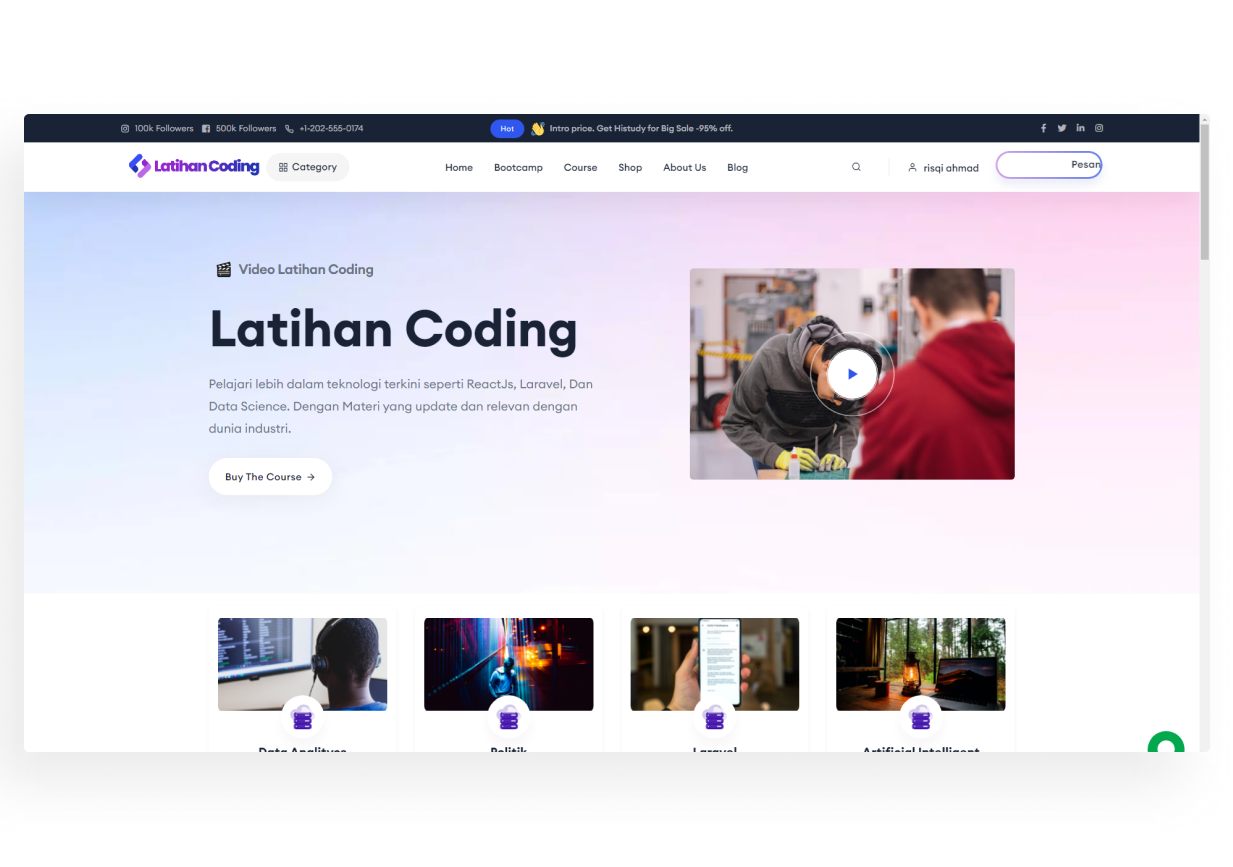 100k Followers 500k Followers +1-202-555-0174
Hot Intro price. Get Histudy for Big Sale -95% off.
Latihan Coding Category
Home Bootcamp Course Shop About Us Blog
risqi ahmad
Pesan
Video Latihan Coding
Latihan Coding
Pelajari lebih dalam teknologi terkini seperti ReactJs, Laravel, Dan
Data Science. Dengan Materi yang update dan relevan dengan
dunia industri.
Buy The Course →
Data Analitycs
Politik
Laravel
Artificial Intelligent